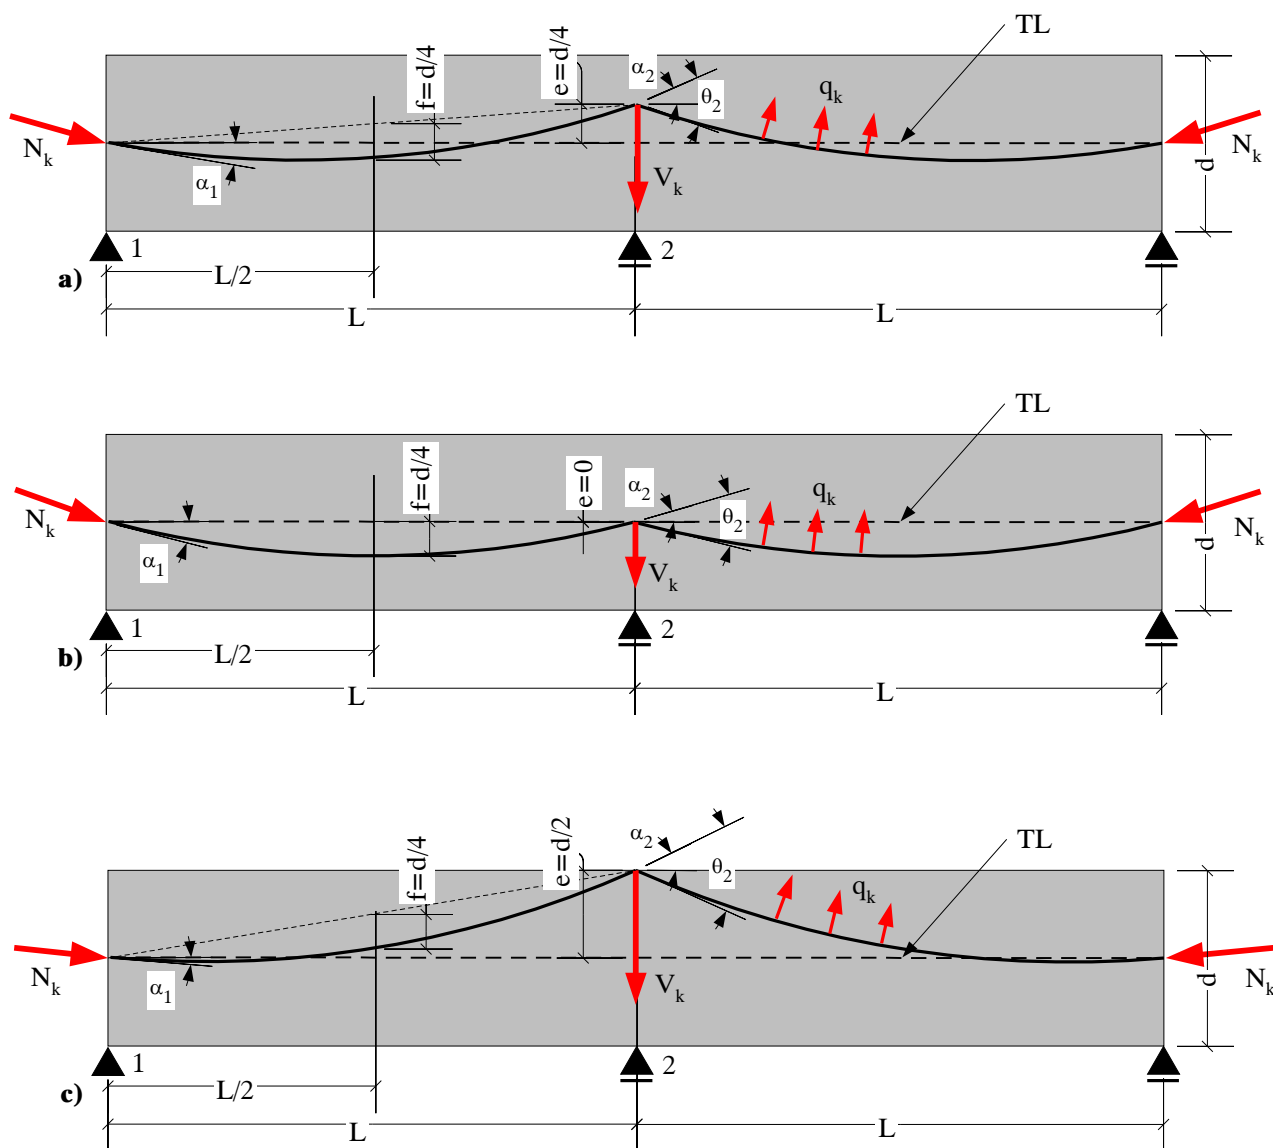 TL
f=d/4
e=d/4
α2
θ2
qk
Nk
α1
Vk
Nk
d
1
2
a)
L/2
L
L
TL
f=d/4
e=0
α2
θ2
qk
Nk
α1
Vk
Nk
d
1
2
b)
L/2
L
L
TL
f=d/4
e=d/2
α2
θ2
qk
Nk
α1
Vk
Nk
d
1
2
c)
L/2
L
L